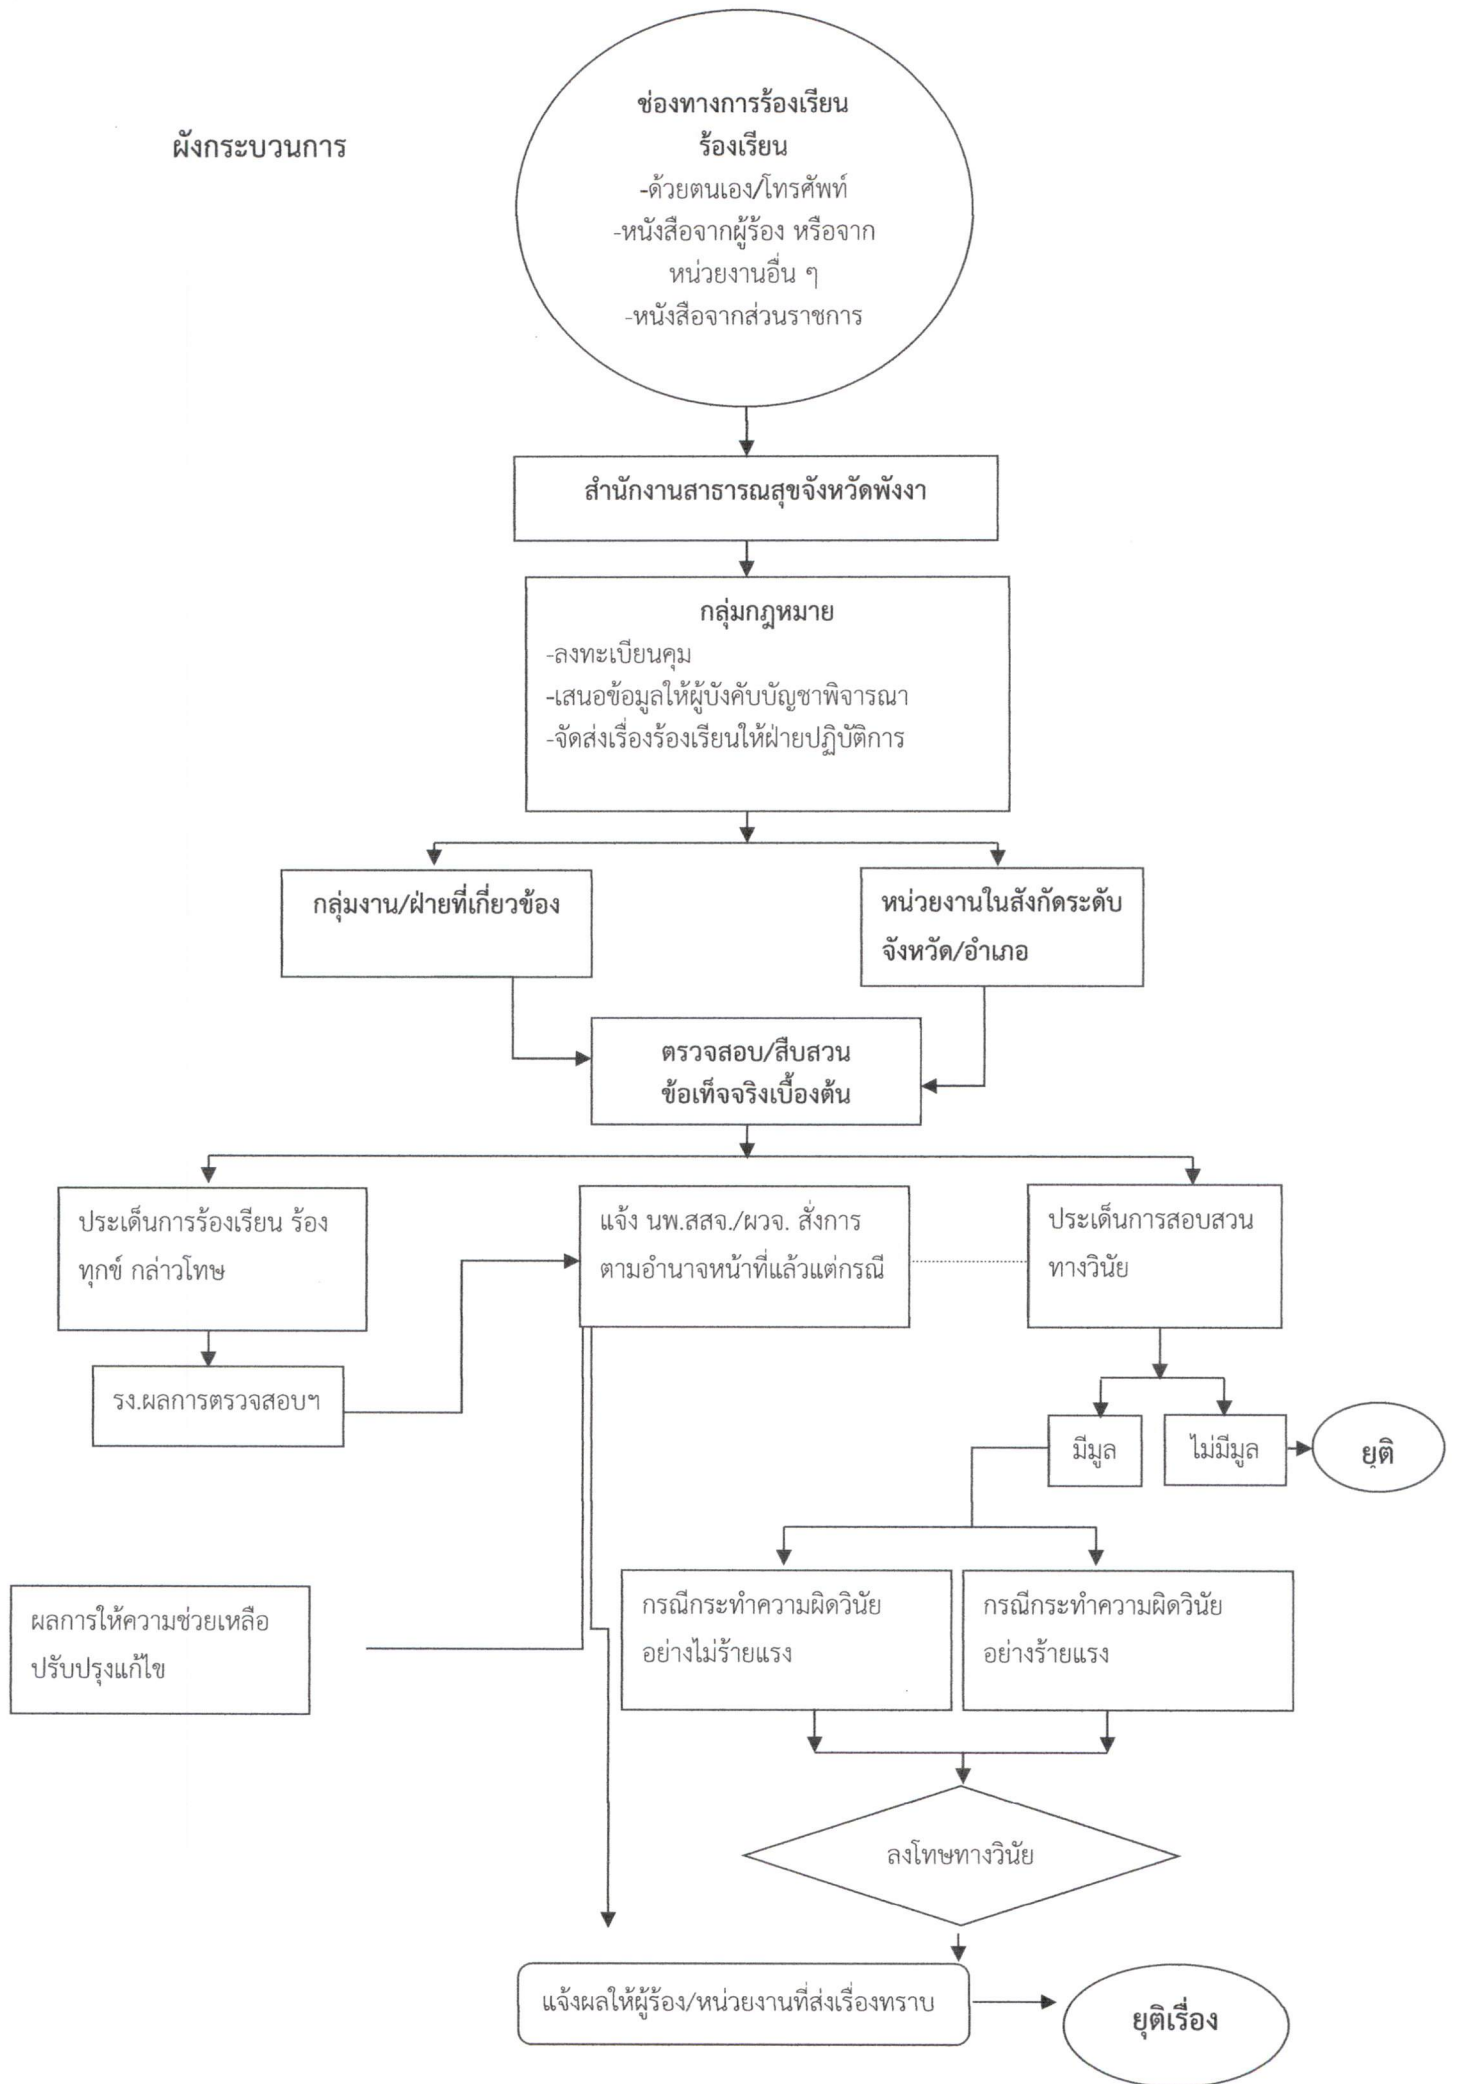 ผังกระบวนการ
ช่องทางการร้องเรียน
ร้องเรียน
-ด้วยตนเอง/โทรศัพท์
-หนังสือจากผู้ร้อง หรือจาก
หน่วยงานอื่น ๆ
-หนังสือจากส่วนราชการ
สำนักงานสาธารณสุขจังหวัดพังงา
กลุ่มกฎหมาย
-ลงทะเบียนคุม
-เสนอข้อมูลให้ผู้บังคับบัญชาพิจารณา
-จัดส่งเรื่องร้องเรียนให้ฝ่ายปฏิบัติการ
กลุ่มงาน/ฝ่ายที่เกี่ยวข้อง
หน่วยงานในสังกัดระดับ
จังหวัด/อำเภอ
ตรวจสอบ/สืบสวน
ข้อเท็จจริงเบื้องต้น
ประเด็นการร้องเรียน ร้อง
ทุกข์ กล่าวโทษ
แจ้ง นพ.สสจ./ผวจ. สั่งการ
ตามอำนาจหน้าที่แล้วแต่กรณี
ประเด็นการสอบสวน
ทางวินัย
รง.ผลการตรวจสอบฯ
มีมูล
ไม่มีมูล
ยุติ
ผลการให้ความช่วยเหลือ
ปรับปรุงแก้ไข
กรณีกระทำความผิดวินัย
อย่างไม่ร้ายแรง
กรณีกระทำความผิดวินัย
อย่างร้ายแรง
ลงโทษทางวินัย
แจ้งผลให้ผู้ร้อง/หน่วยงานที่ส่งเรื่องทราบ
ยุติเรื่อง